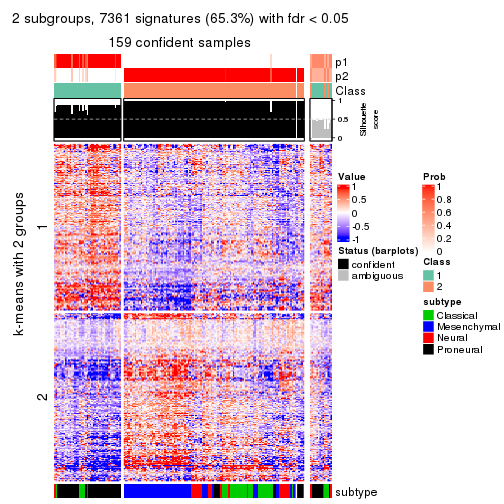 2 subgroups, 7361 signatures (65.3%) with fdr < 0.05
159 confident samples
p1
p2
Class
1
0.5
0
Silhouette
score
k-means with 2 groups
1
2
subtype
Value
1
0.5
0
-0.5
-1
Status (barplots)
confident
ambiguous
Prob
1
0.8
0.6
0.4
0.2
0
Class
1
2
subtype
Classical
Mesenchymal
Neural
Proneural